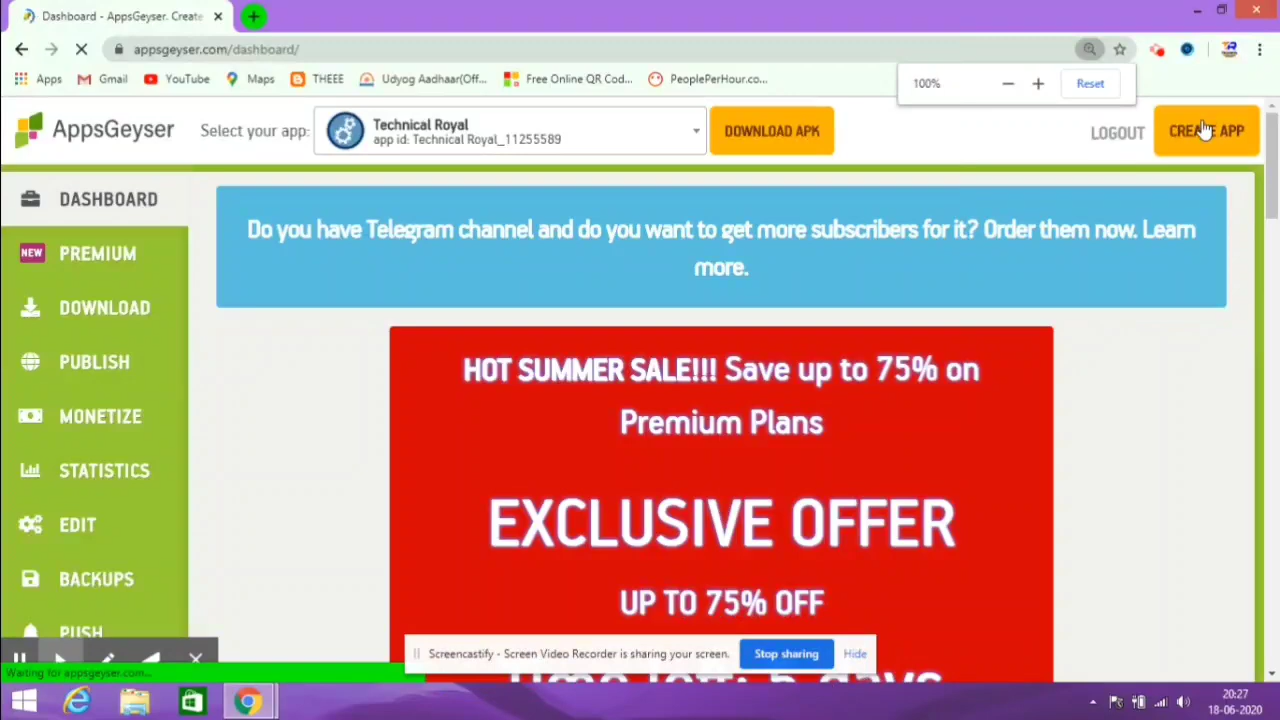 Dashboard - AppsGeyser. Create
appsgeyser.com/dashboard/
Apps Gmail YouTube Maps THEEE Udyog Aadhaar(Off... Free Online QR Cod... PeoplePerHour.co...
100% Reset
AppsGeyser
Select your app:
Technical Royal
app id: Technical Royal_11255589
DOWNLOAD APK
LOGOUT
CREATE APP
DASHBOARD
NEW PREMIUM
DOWNLOAD
PUBLISH
MONETIZE
STATISTICS
EDIT
BACKUPS
PUSH
Do you have Telegram channel and do you want to get more subscribers for it? Order them now. Learn
more.
HOT SUMMER SALE!!! Save up to 75% on
Premium Plans
EXCLUSIVE OFFER
UP TO 75% OFF
Time left: 5 days
Screencastify - Screen Video Recorder is sharing your screen. Stop sharing Hide
Waiting for appsgeyser.com...
20:27
18-06-2020